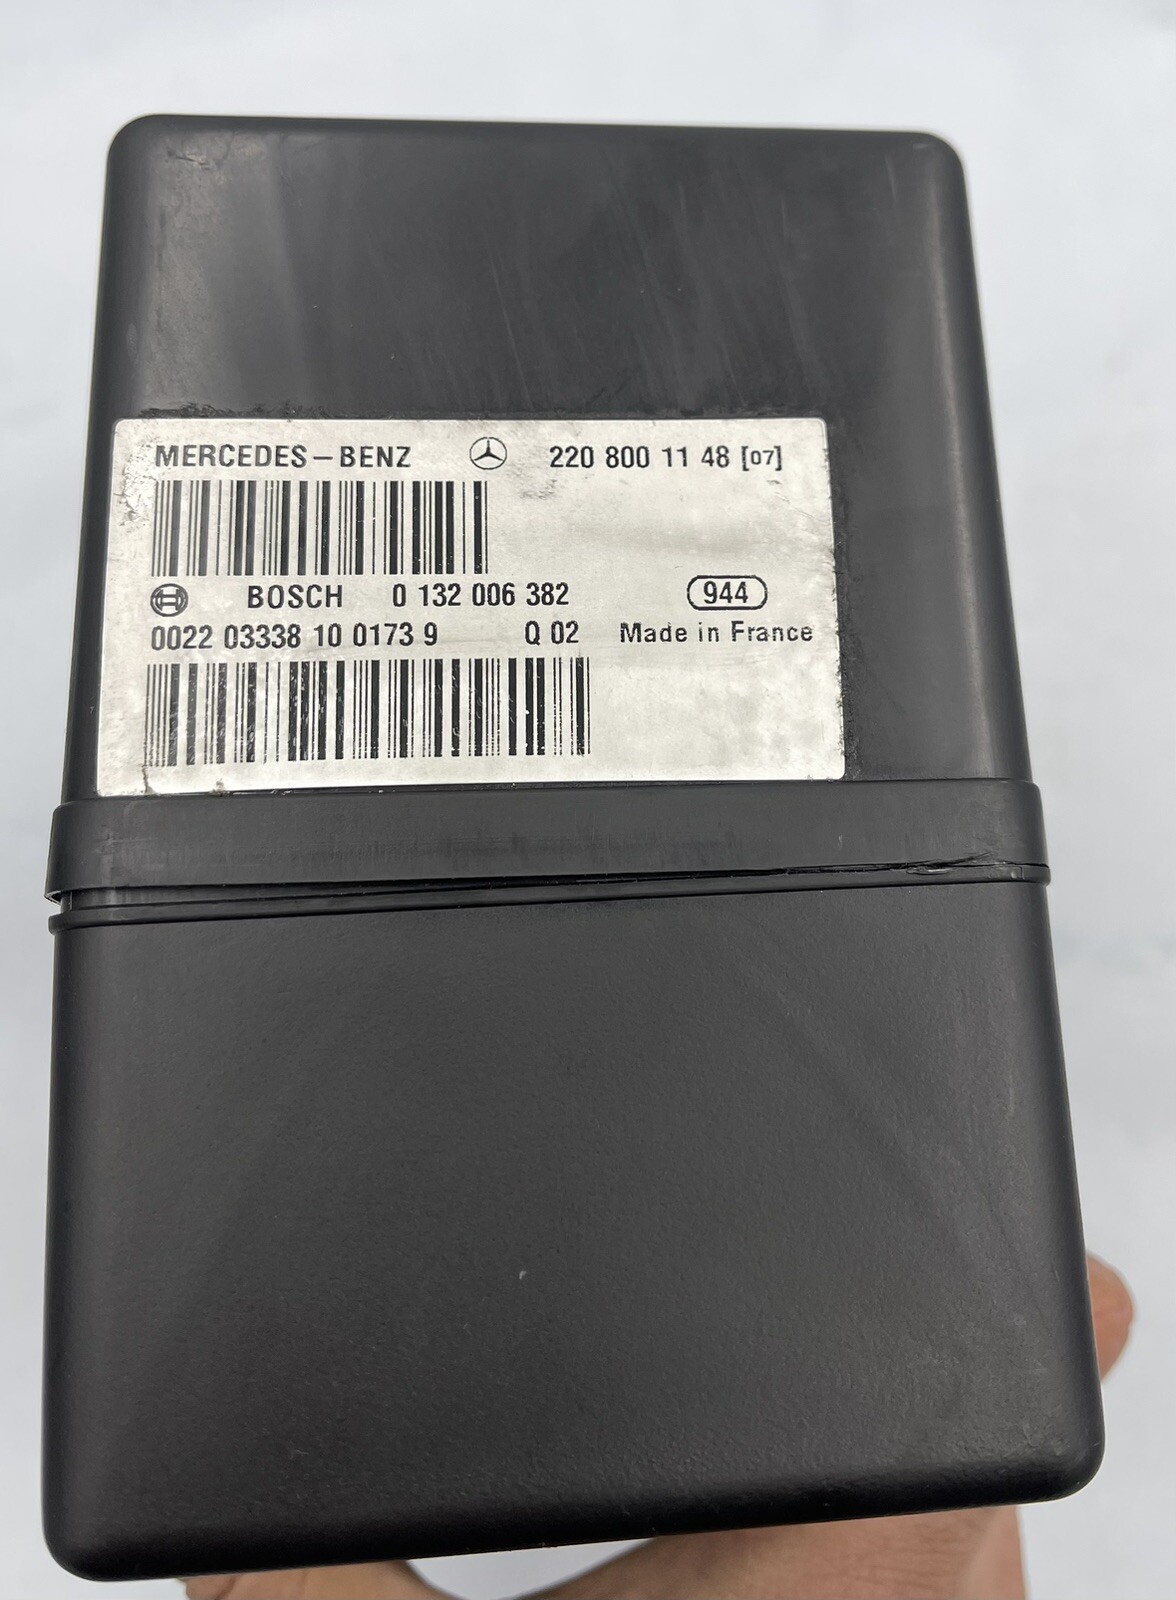 MERCEDES-BENZ 220 800 11 48 [07]
BOSCH 0 132 006 382 944
0022 03338 10 0173 9 Q 02 Made in France